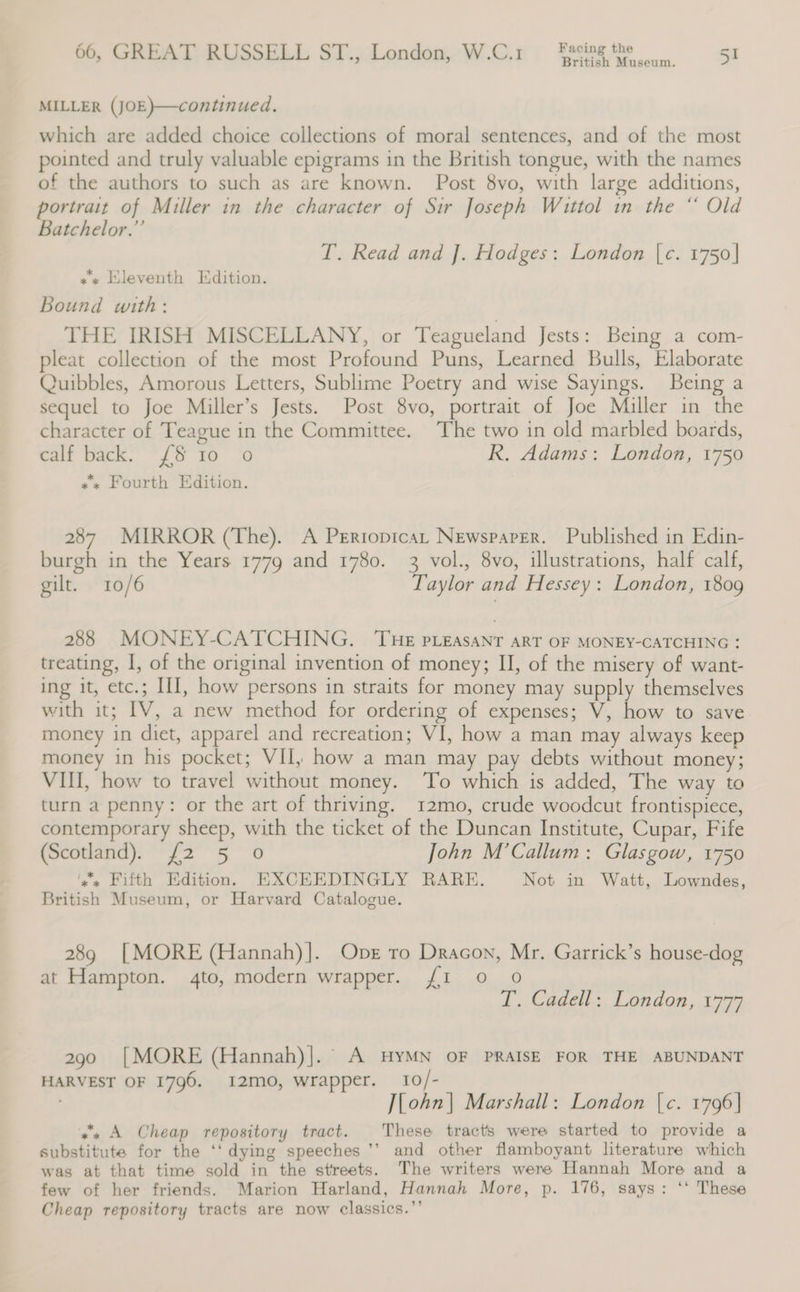 66, GREAT RUSSELL ST., London, W.C.1 Facing the British Museum. 51
MILLER (JOE)—continued.
which are added choice collections of moral sentences, and of the most
pointed and truly valuable epigrams in the British tongue, with the names
of the authors to such as are known. Post 8vo, with large additions,
portrait of Miller in the character of Sir Joseph Wittol in the “ Old
Batchelor.”
T. Read and J. Hodges: London [c. 1750]
⁂ Eleventh Edition.
Bound with:
THE IRISH MISCELLANY, or Teagueland Jests: Being a com-
pleat collection of the most Profound Puns, Learned Bulls, Elaborate
Quibbles, Amorous Letters, Sublime Poetry and wise Sayings. Being a
sequel to Joe Miller’s Jests. Post 8vo, portrait of Joe Miller in the
character of Teague in the Committee. The two in old marbled boards,
calf back. £8 10 0 R. Adams: London, 1750
⁂ Fourth Edition.
287 MIRROR (The). A Periodical Newspaper. Published in Edin-
burgh in the Years 1779 and 1780. 3 vol., 8vo, illustrations, half calf,
gilt. 10/6 Taylor and Hessey: London, 1809
288 MONEY-CATCHING. The pleasant art of money-catching:
treating, I, of the original invention of money; II, of the misery of want-
ing it, etc.; III, how persons in straits for money may supply themselves
with it; IV, a new method for ordering of expenses; V, how to save
money in diet, apparel and recreation; VI, how a man may always keep
money in his pocket; VII, how a man may pay debts without money;
VIII, how to travel without money. To which is added, The way to
turn a penny: or the art of thriving. 12mo, crude woodcut frontispiece,
contemporary sheep, with the ticket of the Duncan Institute, Cupar, Fife
(Scotland). £2 5 0 John M’Callum: Glasgow, 1750
⁂ Fifth Edition. EXCEEDINGLY RARE. Not in Watt, Lowndes,
British Museum, or Harvard Catalogue.
289 [MORE (Hannah)]. Ode to Dragon, Mr. Garrick’s house-dog
at Hampton. 4to, modern wrapper. £1 0 0
T. Cadell: London, 1777
290 [MORE (Hannah)]. A HYMN OF PRAISE FOR THE ABUNDANT
HARVEST OF 1796. 12mo, wrapper. 10/-
J[ohn] Marshall: London [c. 1796]
⁂ A Cheap repository tract. These tracts were started to provide a
substitute for the “ dying speeches ” and other flamboyant literature which
was at that time sold in the streets. The writers were Hannah More and a
few of her friends. Marion Harland, Hannah More, p. 176, says: “ These
Cheap repository tracts are now classics.”